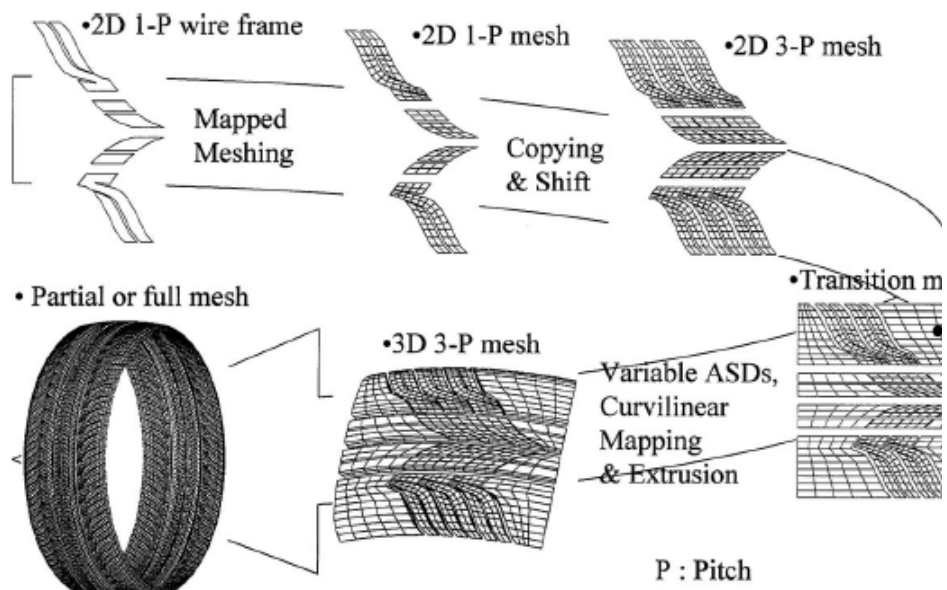 •2D 1-P wire frame
•2D 1-P mesh
•2D 3-P mesh
Mapped
Meshing
Copying
& Shift
• Partial or full mesh
•3D 3-P mesh
•Transition m
Variable ASDs,
Curvilinear
Mapping
& Extrusion
P : Pitch